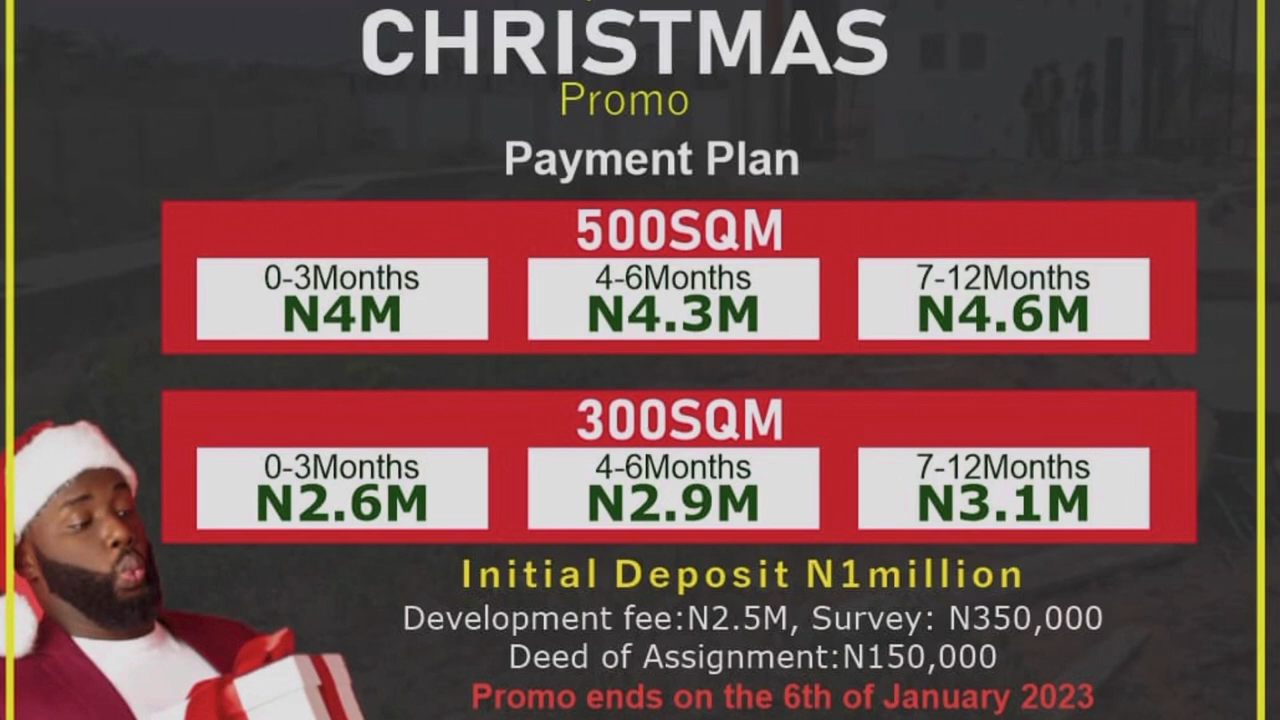 CHRISTMAS
Promo
Payment Plan
500SQM
0-3Months
N4M
4-6Months
N4.3M
7-12Months
N4.6M
300SQM
0-3Months
N2.6M
4-6Months
N2.9M
7-12Months
N3.1M
Initial Deposit N1million
Development fee:N2.5M, Survey: N350,000
Deed of Assignment:N150,000
Promo ends on the 6th of January 2023